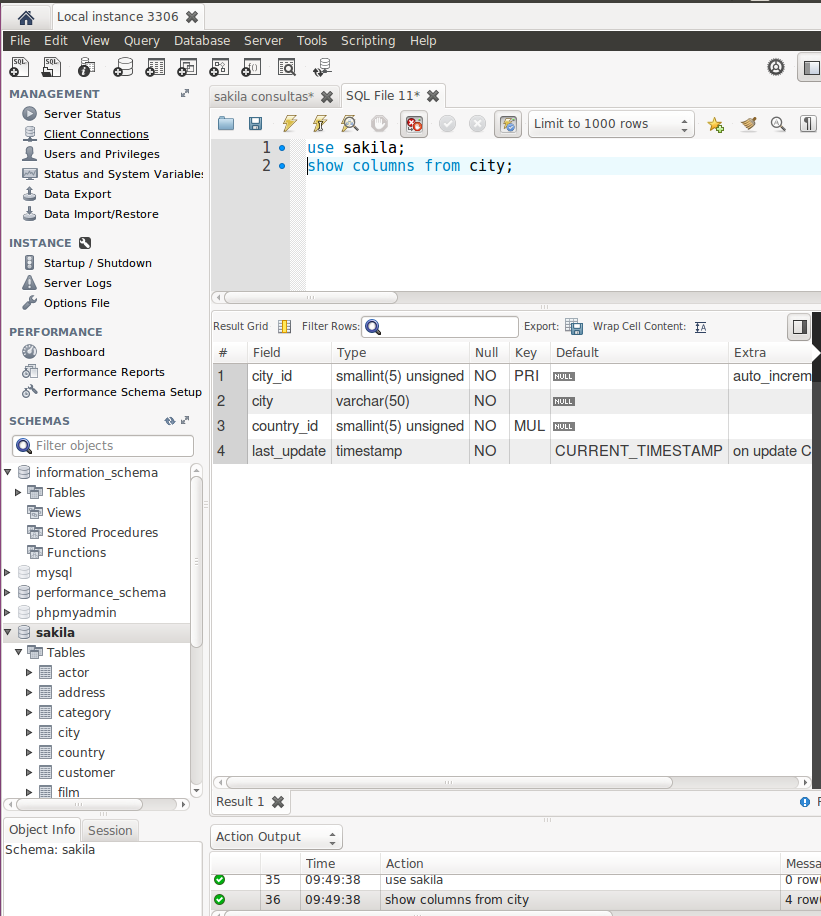 Local instance 3306
File Edit View Query Database Server Tools Scripting Help
MANAGEMENT
Server Status
Client Connections
Users and Privileges
Status and System Variables
Data Export
Data Import/Restore
INSTANCE
Startup / Shutdown
Server Logs
Options File
PERFORMANCE
Dashboard
Performance Reports
Performance Schema Setup
SCHEMAS
Filter objects
information_schema
Tables
Views
Stored Procedures
Functions
mysql
performance_schema
phpmyadmin
sakila
Tables
actor
address
category
city
country
customer
film
Object Info Session
Schema: sakila
sakila consultas* SQL File 11*
Limit to 1000 rows
1 use sakila;
2 show columns from city;
Result Grid Filter Rows: Export: Wrap Cell Content:
# Field Type Null Key Default Extra
1 city_id smallint(5) unsigned NO PRI NULL auto_increm
2 city varchar(50) NO NULL
3 country_id smallint(5) unsigned NO MUL NULL
4 last_update timestamp NO CURRENT_TIMESTAMP on update C
Result 1
Action Output
Time Action Messa
35 09:49:38 use sakila 0 row(
36 09:49:38 show columns from city 4 row(